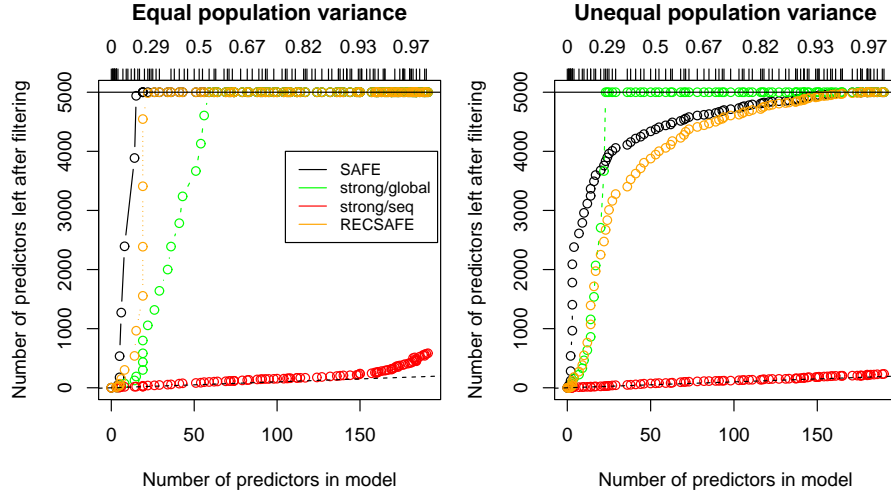 Equal population variance
0 0.29 0.5 0.67 0.82 0.93 0.97
Number of predictors left after filtering
5000
4000
3000
2000
1000
0
SAFE
strong/global
strong/seq
RECSAFE
0 50 100 150
Number of predictors in model
Unequal population variance
0 0.29 0.5 0.67 0.82 0.93 0.97
Number of predictors left after filtering
5000
4000
3000
2000
1000
0
0 50 100 150
Number of predictors in model